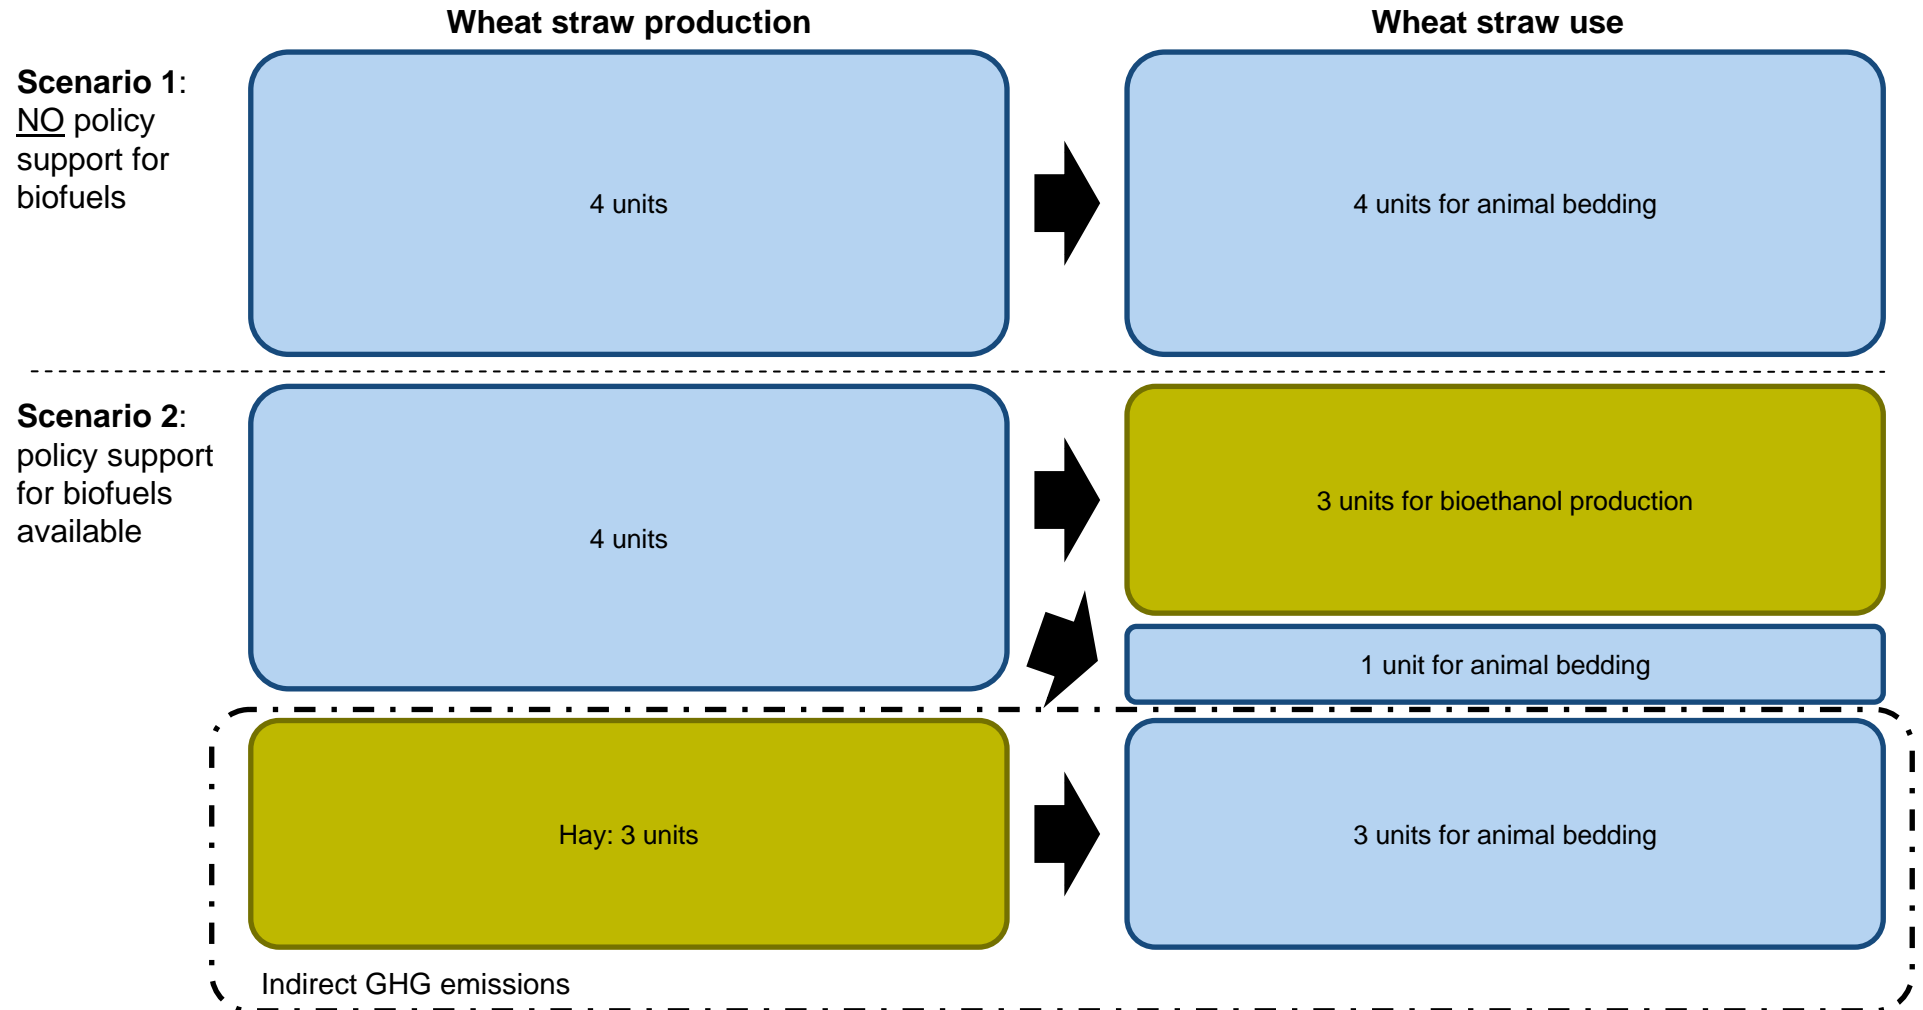 Wheat straw production
Wheat straw use
Scenario 1:
NO policy
support for
biofuels
4 units
4 units for animal bedding
Scenario 2:
policy support
for biofuels
available
4 units
3 units for bioethanol production
1 unit for animal bedding
Hay: 3 units
3 units for animal bedding
Indirect GHG emissions